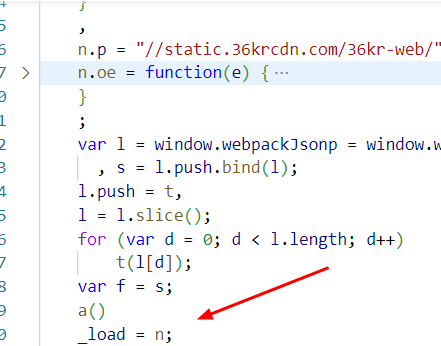 }
,
6 n.p = "//static.36krcdn.com/36kr-web/"
7 > n.oe = function(e) { ⋯
0 }
1 ;
2 var l = window.webpackJsonp = window.w
3 , s = l.push.bind(l);
4 l.push = t,
5 l = l.slice();
6 for (var d = 0; d < l.length; d++)
7 t(l[d]);
8 var f = s;
9 a()
0 _load = n;